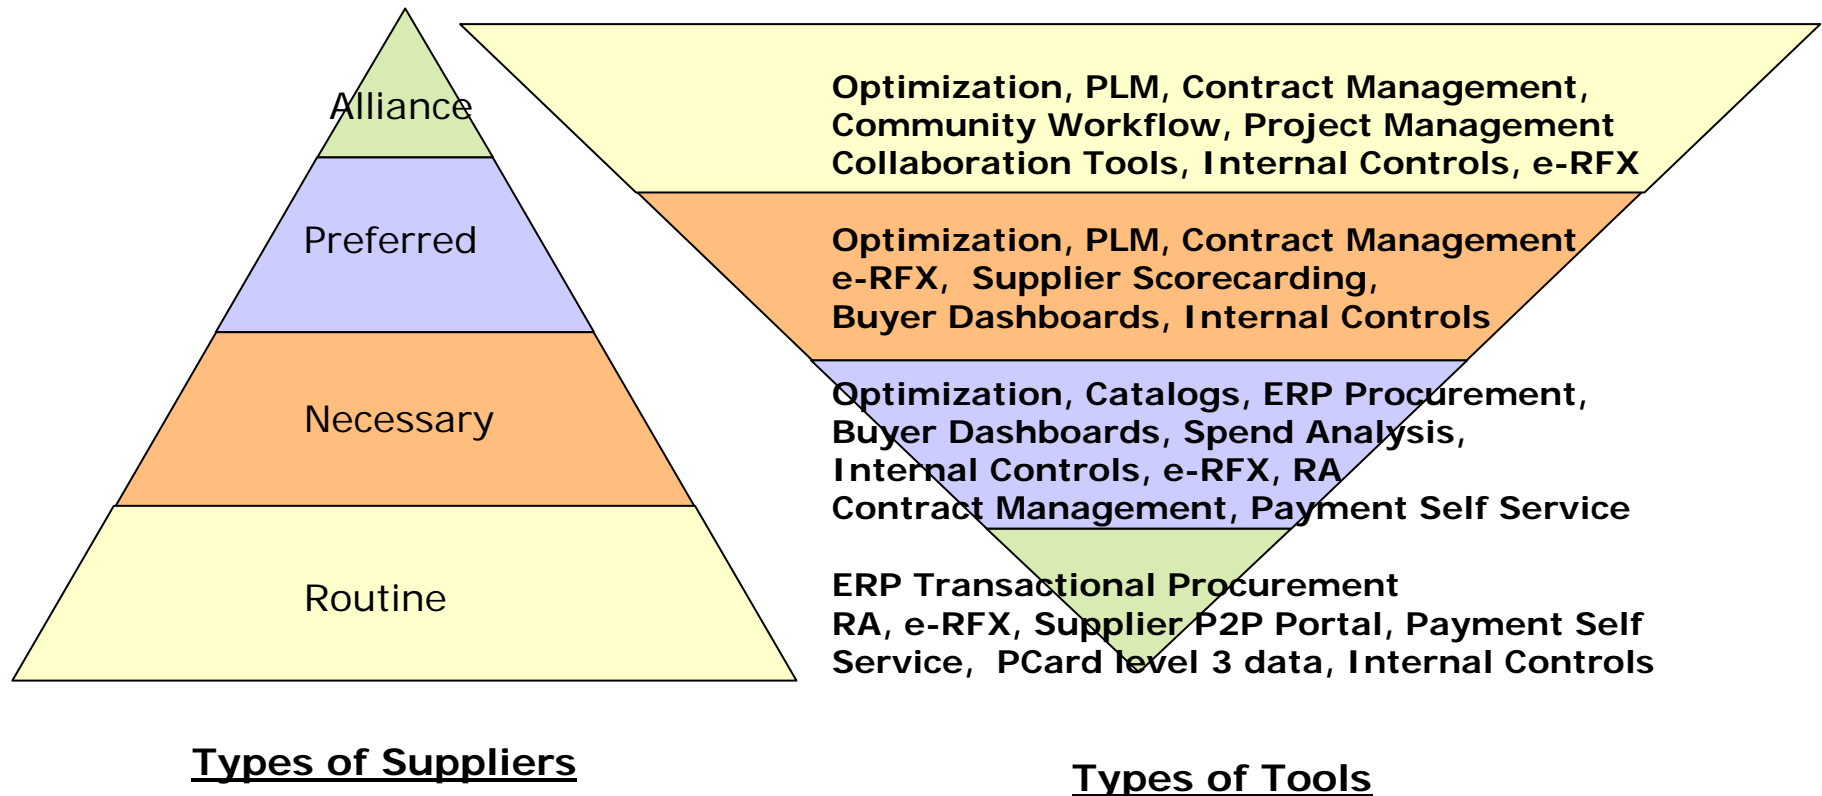 Alliance
Preferred
Necessary
Routine
Types of Suppliers
Optimization, PLM, Contract Management,
Community Workflow, Project Management
Collaboration Tools, Internal Controls, e-RFX
Optimization, PLM, Contract Management
e-RFX,  Supplier Scorecarding,
Buyer Dashboards, Internal Controls
Optimization, Catalogs, ERP Procurement,
Buyer Dashboards, Spend Analysis,
Internal Controls, e-RFX, RA
Contract Management, Payment Self Service
ERP Transactional Procurement
RA, e-RFX, Supplier P2P Portal, Payment Self
Service,  PCard level 3 data, Internal Controls
Types of Tools